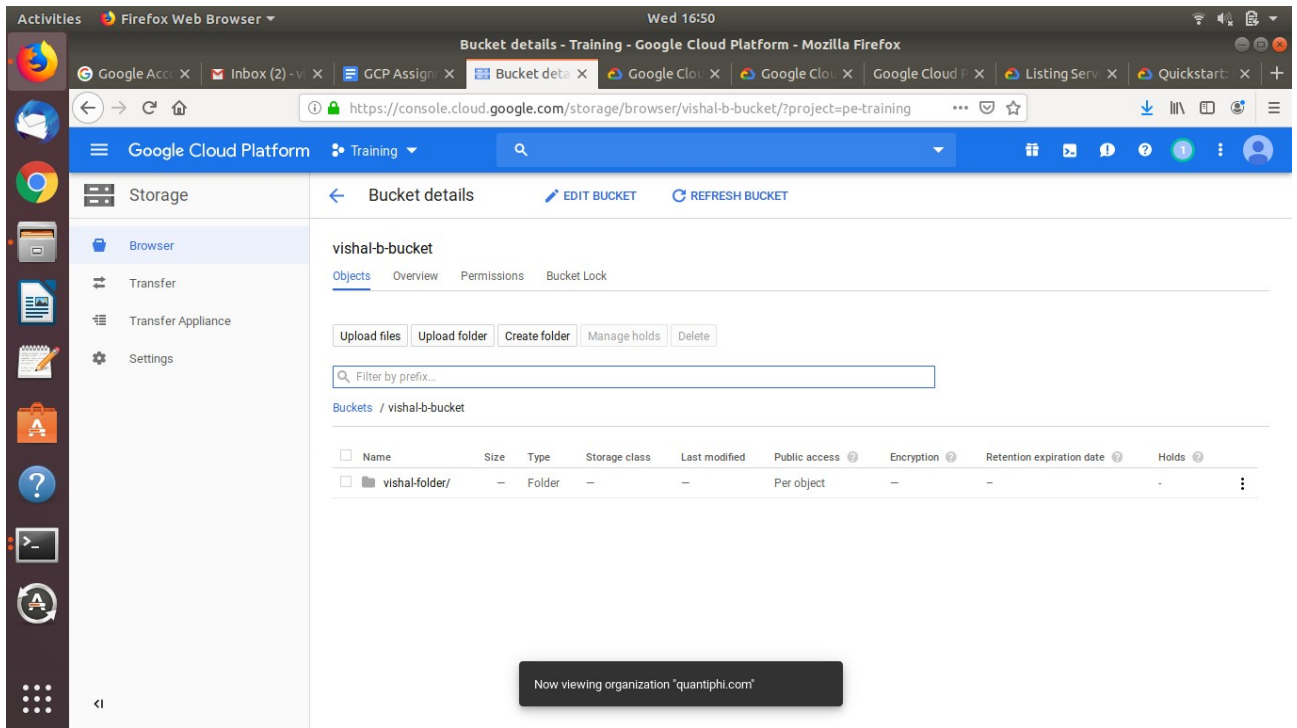 Activities Firefox Web Browser Wed 16:50
Bucket details - Training - Google Cloud Platform - Mozilla Firefox
Google Acc Inbox (2) - vi GCP Assign Bucket deta Google Clou Google Clou Google Cloud P Listing Servi Quickstart:
https://console.cloud.google.com/storage/browser/vishal-b-bucket/?project=pe-training
Google Cloud Platform Training 1
Storage Bucket details EDIT BUCKET REFRESH BUCKET
Browser
Transfer
Transfer Appliance
Settings
vishal-b-bucket
Objects Overview Permissions Bucket Lock
Upload files Upload folder Create folder Manage holds Delete
Filter by prefix...
Buckets / vishal-b-bucket
Name Size Type Storage class Last modified Public access Encryption Retention expiration date Holds
vishal-folder/ — Folder — — Per object — – -
Now viewing organization "quantiphi.com"